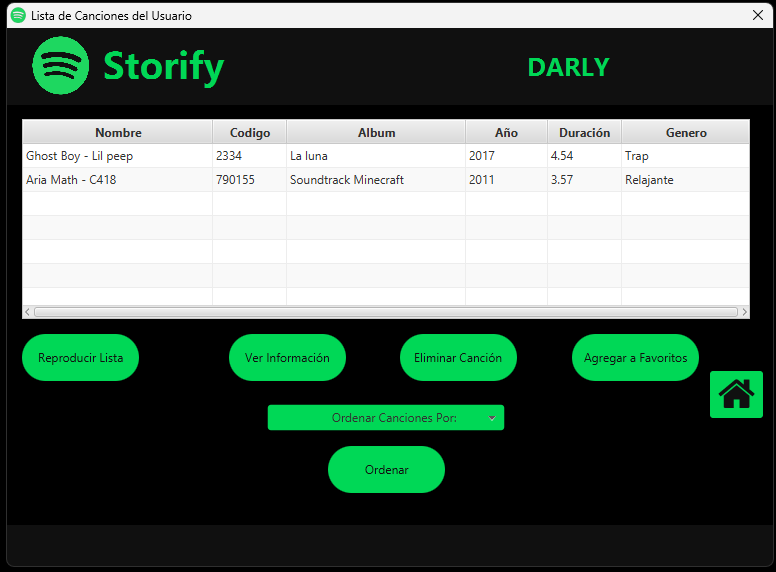 Lista de Canciones del Usuario
Storify
DARLY
Nombre Codigo Album Año Duración Genero
Ghost Boy - Lil peep 2334 La luna 2017 4.54 Trap
Aria Math - C418 790155 Soundtrack Minecraft 2011 3.57 Relajante
Reproducir Lista Ver Información Eliminar Canción Agregar a Favoritos
Ordenar Canciones Por:
Ordenar